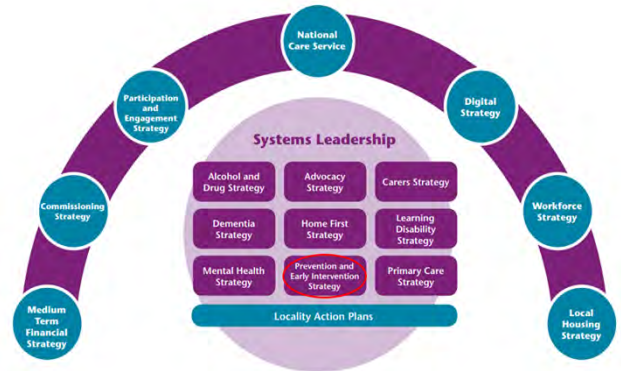 National
Care Service
Participation
and
Engagement
Strategy
Digital
Strategy
Commissioning
Strategy
Workforce
Strategy
Medium
Term
Financial
Strategy
Local
Housing
Strategy
Systems Leadership
Alcohol and
Drug Strategy
Advocacy
Strategy
Carers Strategy
Dementia
Strategy
Home First
Strategy
Learning
Disability
Strategy
Mental Health
Strategy
Prevention and
Early Intervention
Strategy
Primary Care
Strategy
Locality Action Plans